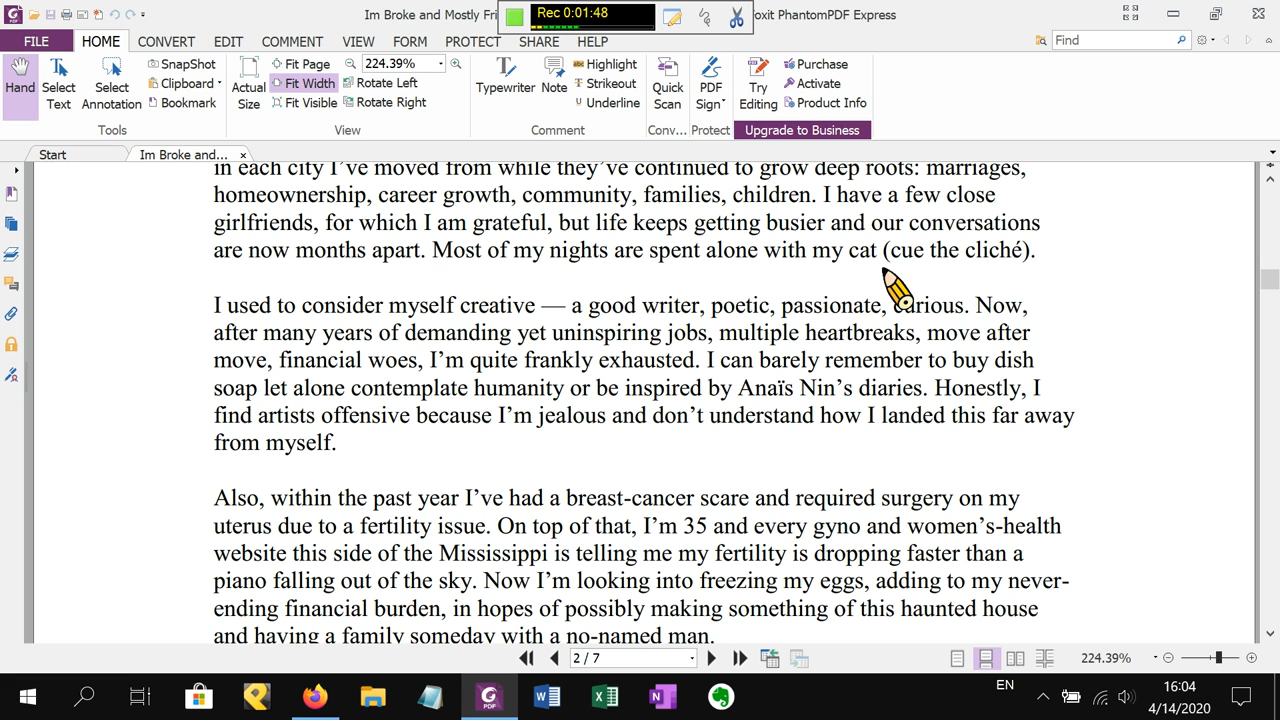 Im Broke and Mostly Fri
Rec 0:01:48
oxit PhantomPDF Express
FILE HOME CONVERT EDIT COMMENT VIEW FORM PROTECT SHARE HELP
Find
Hand
Select Text
Select Annotation
SnapShot
Clipboard
Bookmark
Tools
Actual Size
Fit Page
Fit Width
Fit Visible
224.39%
Rotate Left
Rotate Right
View
Typewriter
Note
Highlight
Strikeout
Underline
Comment
Quick Scan
Conv...
PDF Sign
Protect
Try Editing
Purchase
Activate
Product Info
Upgrade to Business
Start
Im Broke and... ×
in each city I’ve moved from while they’ve continued to grow deep roots: marriages,
homeownership, career growth, community, families, children. I have a few close
girlfriends, for which I am grateful, but life keeps getting busier and our conversations
are now months apart. Most of my nights are spent alone with my cat (cue the cliché).
I used to consider myself creative — a good writer, poetic, passionate, curious. Now,
after many years of demanding yet uninspiring jobs, multiple heartbreaks, move after
move, financial woes, I’m quite frankly exhausted. I can barely remember to buy dish
soap let alone contemplate humanity or be inspired by Anaïs Nin’s diaries. Honestly, I
find artists offensive because I’m jealous and don’t understand how I landed this far away
from myself.
Also, within the past year I’ve had a breast-cancer scare and required surgery on my
uterus due to a fertility issue. On top of that, I’m 35 and every gyno and women’s-health
website this side of the Mississippi is telling me my fertility is dropping faster than a
piano falling out of the sky. Now I’m looking into freezing my eggs, adding to my never-
ending financial burden, in hopes of possibly making something of this haunted house
and having a family someday with a no-named man.
2 / 7
224.39%
EN
16:04
4/14/2020